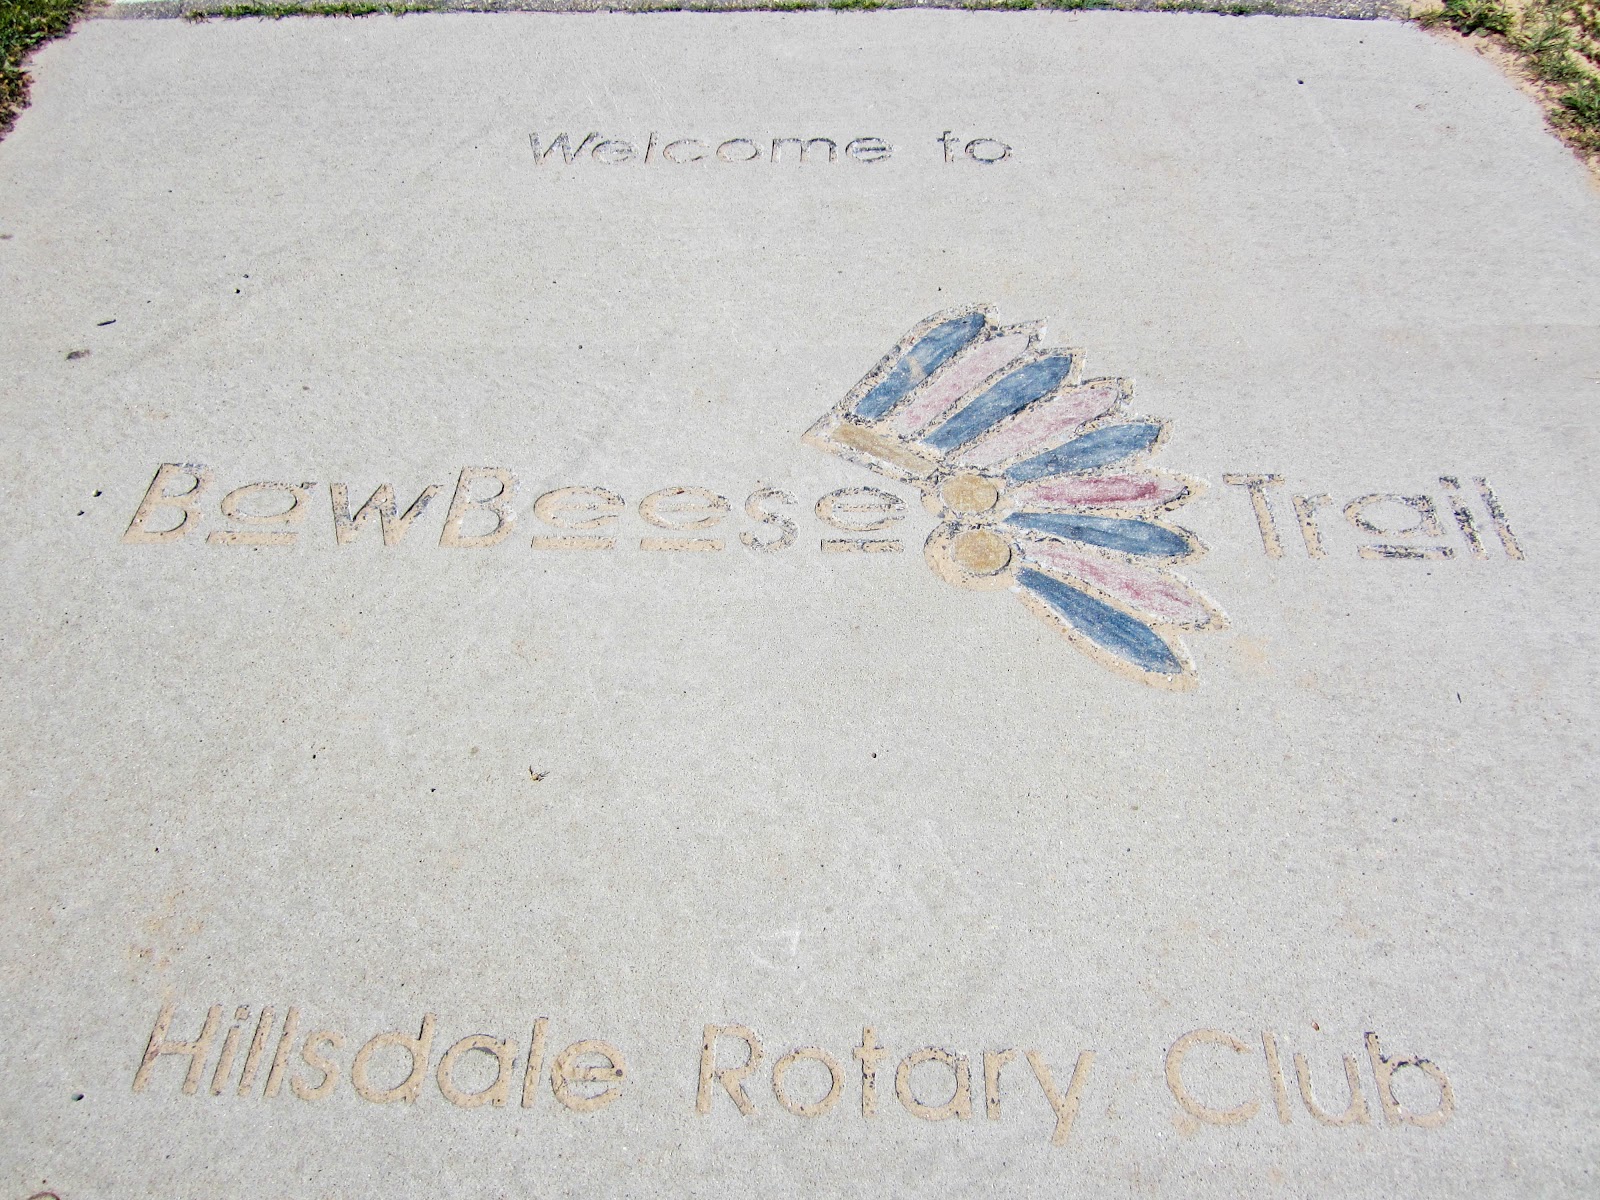 Welcome to
BawBeese Trail
Hillsdale Rotary Club